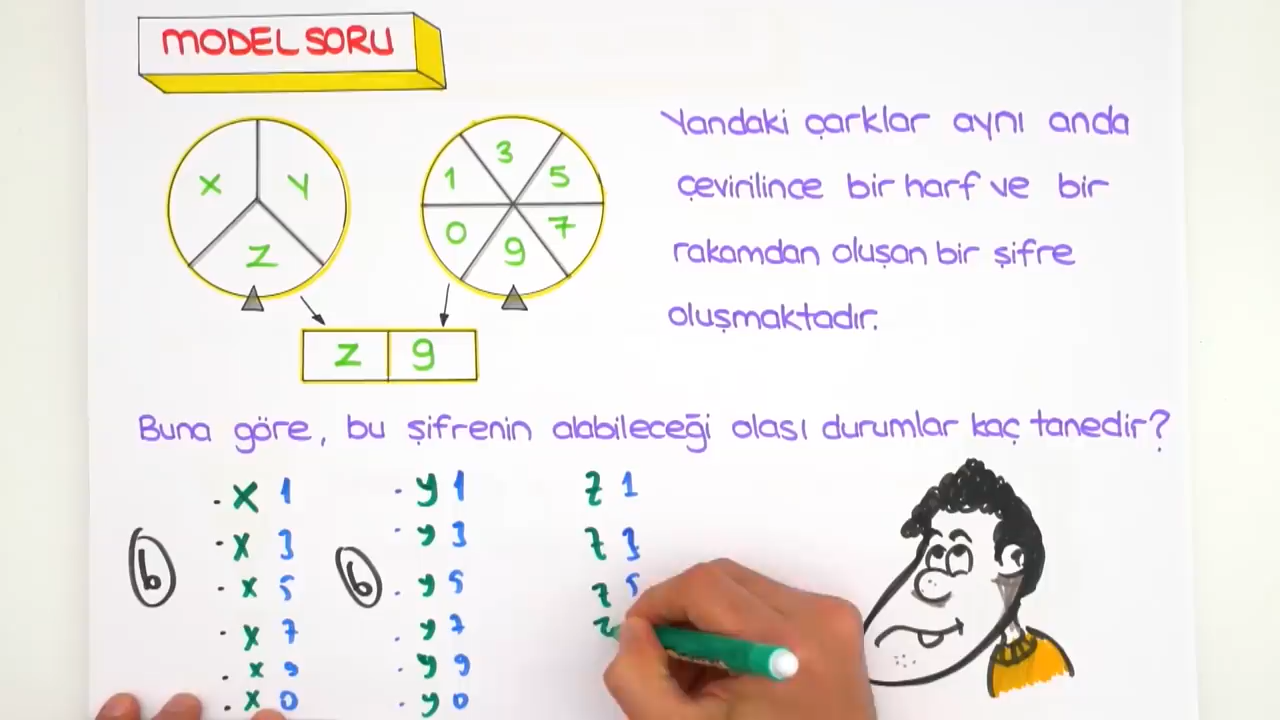 MODEL SORU
X Y Z
1 3 5 7 9 0
Yandaki çarklar aynı anda
çevirilince bir harf ve bir
rakamdan oluşan bir şifre
oluşmaktadır.
Z 9
Buna göre, bu şifrenin alabileceği olası durumlar kaç tanedir?
6
. X 1
. X 3
. X 5
. X 7
. X 9
. X 0
6
. y 1
. y 3
. y 5
. y 7
. y 9
. y 0
z 1
z 3
z 5
z